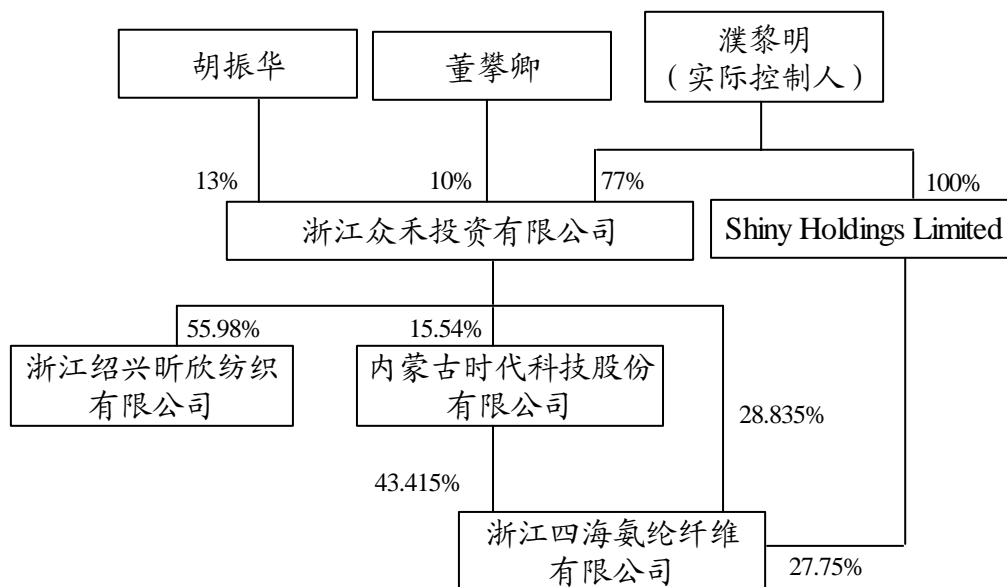 胡振华
董攀卿
濮黎明
（实际控制人）
13%
10%
77%
100%
浙江众禾投资有限公司
Shiny Holdings Limited
55.98%
15.54%
浙江绍兴昕欣纺织
有限公司
内蒙古时代科技股份
有限公司
28.835%
43.415%
浙江四海氨纶纤维
有限公司
27.75%